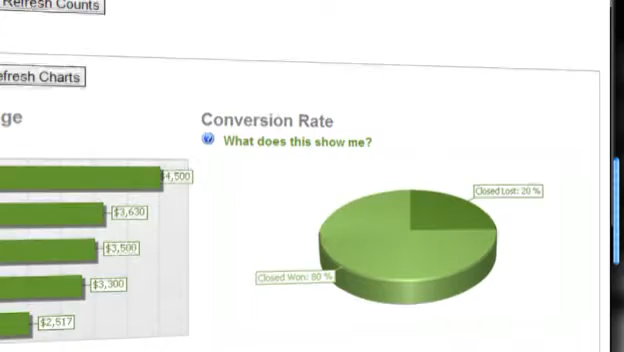 Refresh Counts
efresh Charts
ge
Conversion Rate
What does this show me?
$4,500
$3,630
$3,500
$3,300
$2,517
Closed Lost: 20 %
Closed Won: 80 %